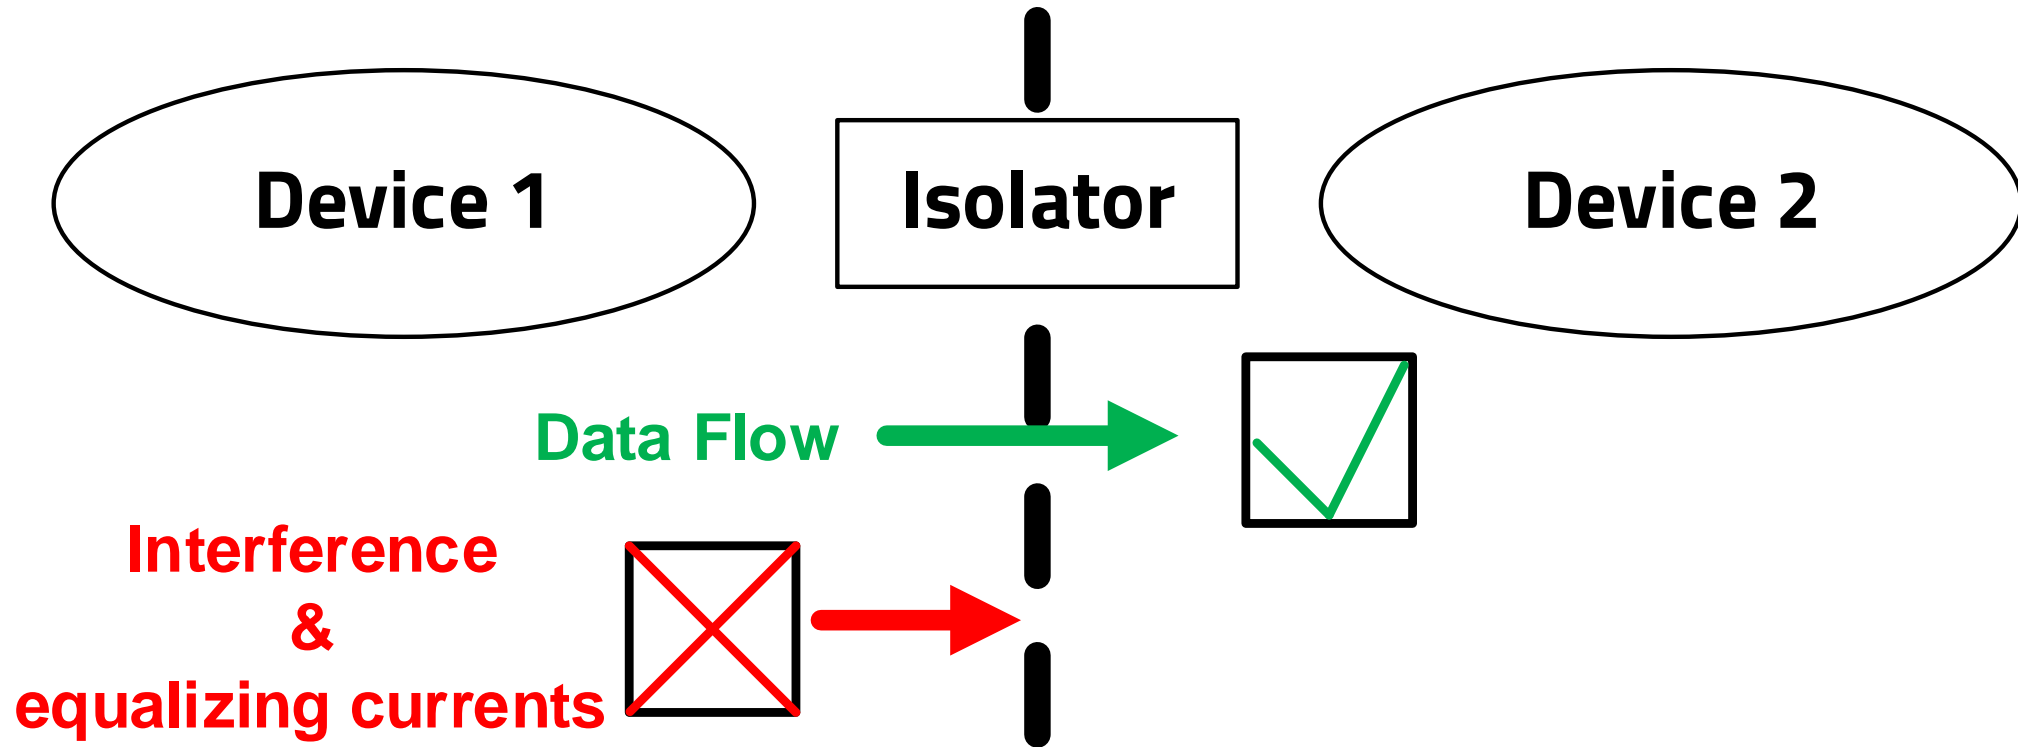 Device 1
Isolator
Device 2
Data Flow
Interference
&
equalizing currents